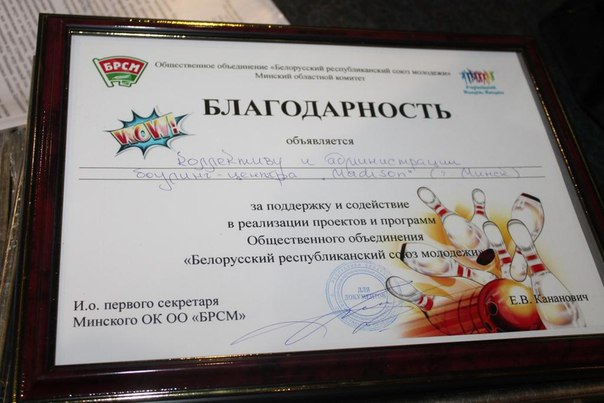 БРСМ
Общественное объединение «Белорусский республиканский союз молодежи»
Минский областной комитет
WOW!
БЛАГОДАРНОСТЬ
объявляется
коллективу и администрации
боулинг-центра "Madison" (г. Минск)
за поддержку и содействие
в реализации проектов и программ
Общественного объединения
«Белорусский республиканский союз молодежи»
ДЛЯ
ДОКУМЕНТОВ
И.о. первого секретаря
Минского ОК ОО «БРСМ»
Е.В. Кананович